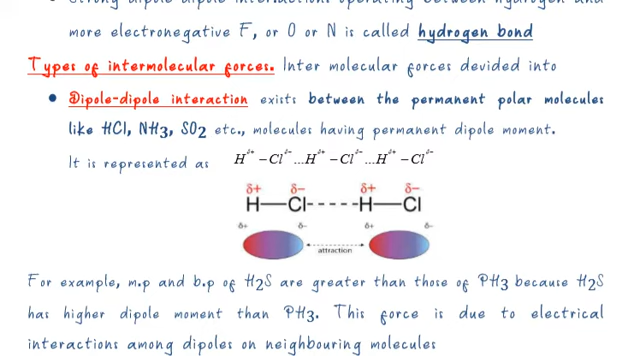 Strong dipole dipole interactions operating between hydrogen and
more electronegative F, or O or N is called hydrogen bond
Types of intermolecular forces. Inter molecular forces devided into
• Dipole-dipole interaction exists between the permanent polar molecules
like HCl, NH3, SO2 etc., molecules having permanent dipole moment.
It is represented as H^δ+ – Cl^δ– ... H^δ+ – Cl^δ– ... H^δ+ – Cl^δ–
δ+ δ– δ+ δ–
H—Cl-----H—Cl
δ+ δ– δ+ δ–
attraction
For example, m.p and b.p of H2S are greater than those of PH3 because H2S
has higher dipole moment than PH3. This force is due to electrical
interactions among dipoles on neighbouring molecules